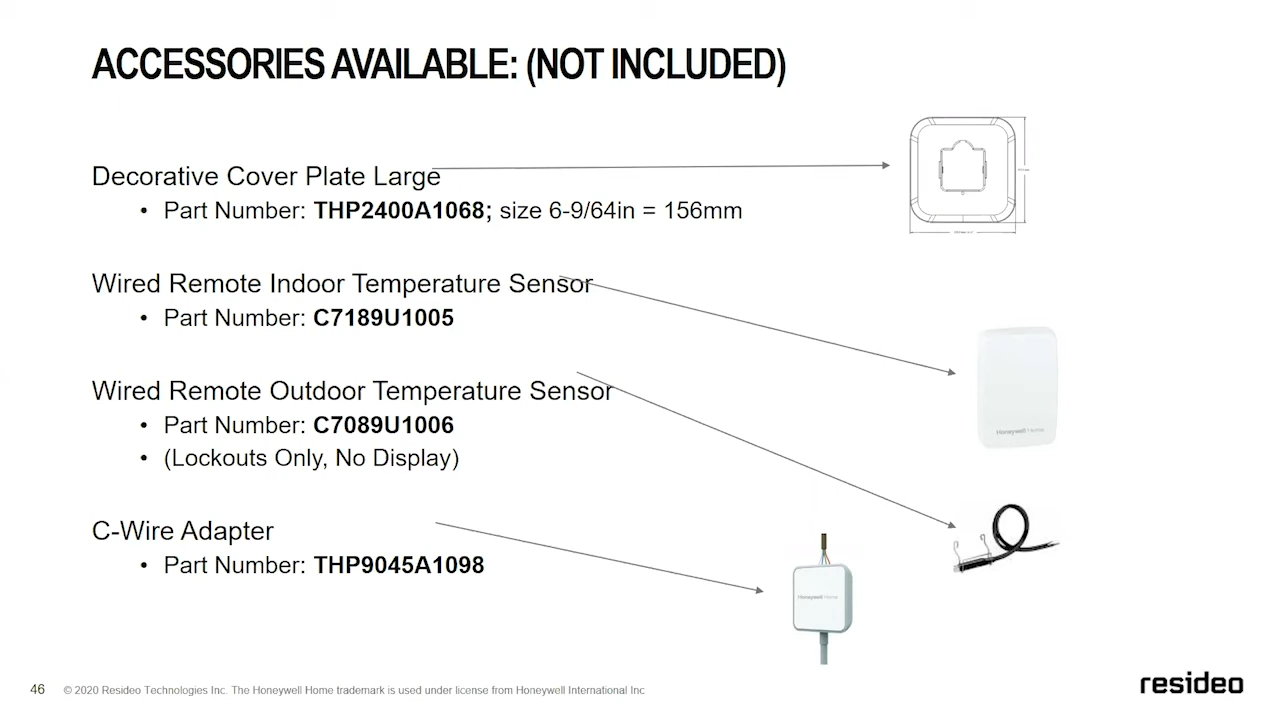 ACCESSORIES AVAILABLE: (NOT INCLUDED)
Decorative Cover Plate Large
• Part Number: THP2400A1068; size 6-9/64in = 156mm
Wired Remote Indoor Temperature Sensor
• Part Number: C7189U1005
Honeywell Home
Wired Remote Outdoor Temperature Sensor
• Part Number: C7089U1006
• (Lockouts Only, No Display)
C-Wire Adapter
• Part Number: THP9045A1098
Honeywell Home
46 © 2020 Resideo Technologies Inc. The Honeywell Home trademark is used under license from Honeywell International Inc
resideo